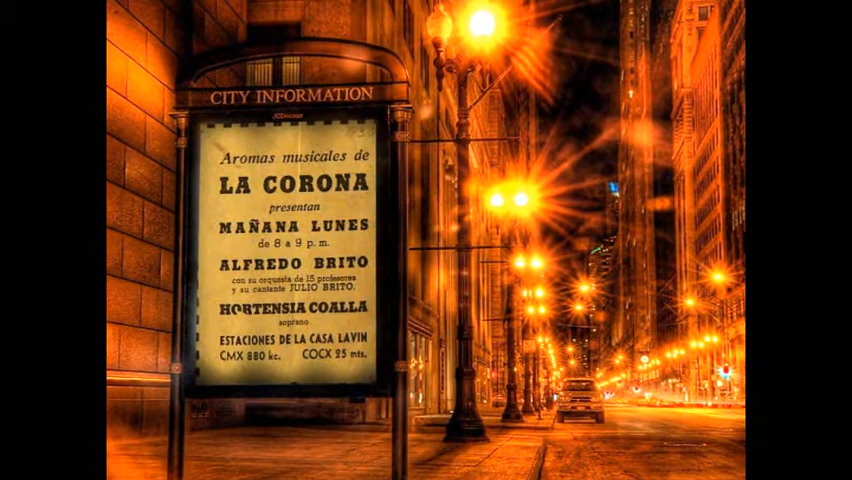 CITY INFORMATION
JCDecaux
Aromas musicales de
LA CORONA
presentan
MAÑANA LUNES
de 8 a 9 p. m.
ALFREDO BRITO
con su orquesta de 15 profesores
y su cantante JULIO BRITO.
HORTENSIA COALLA
soprano
ESTACIONES DE LA CASA LAVIN
CMX 880 kc. COCX 25 mts.